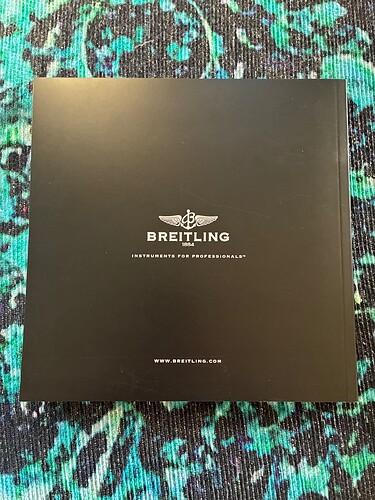 B
BREITLING
1884
INSTRUMENTS FOR PROFESSIONALS™
WWW.BREITLING.COM